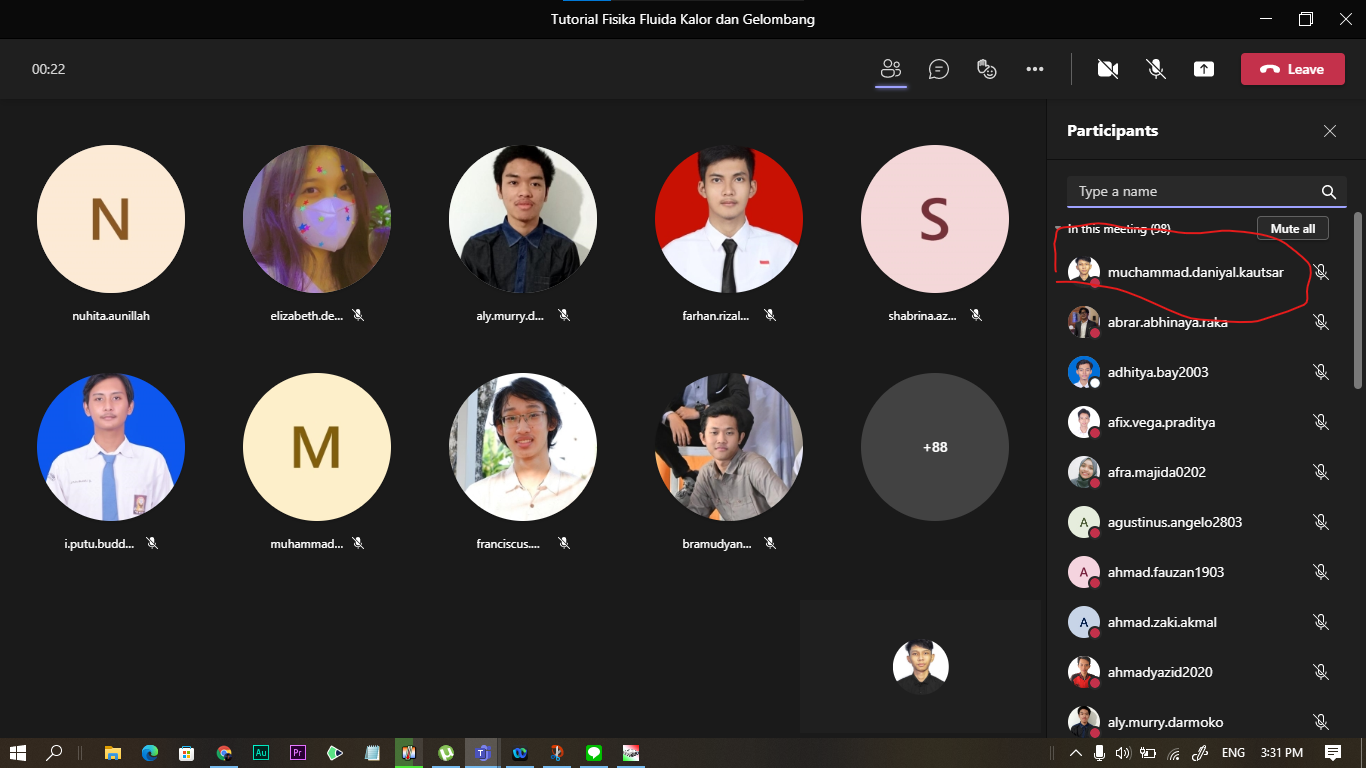 Tutorial Fisika Fluida Kalor dan Gelombang
00:22
Leave
N
nuhita.aunillah
elizabeth.de...
aly.murry.d...
farhan.rizal...
S
shabrina.az...
i.putu.budd...
M
muhammad...
franciscus....
bramudyan...
+88
Participants
Type a name
In this meeting (98)
Mute all
muchammad.daniyal.kautsar
abrar.abhinaya.raka
adhitya.bay2003
afix.vega.praditya
afra.majida0202
A
agustinus.angelo2803
A
ahmad.fauzan1903
A
ahmad.zaki.akmal
ahmadyazid2020
aly.murry.darmoko
Au
Pr
ENG
3:31 PM